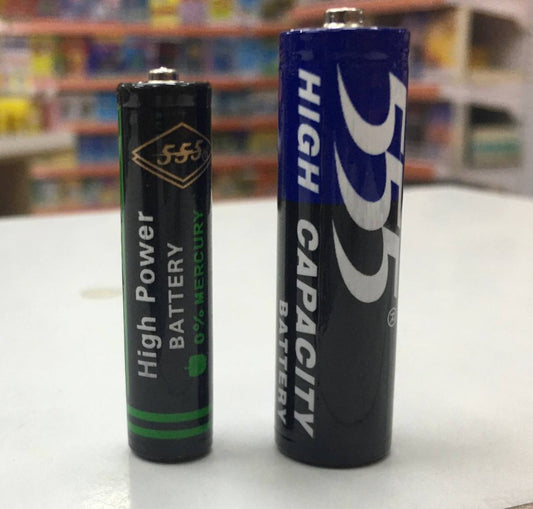 555®
High Power
BATTERY
0% MERCURY
555®
HIGH CAPACITY
BATTERY